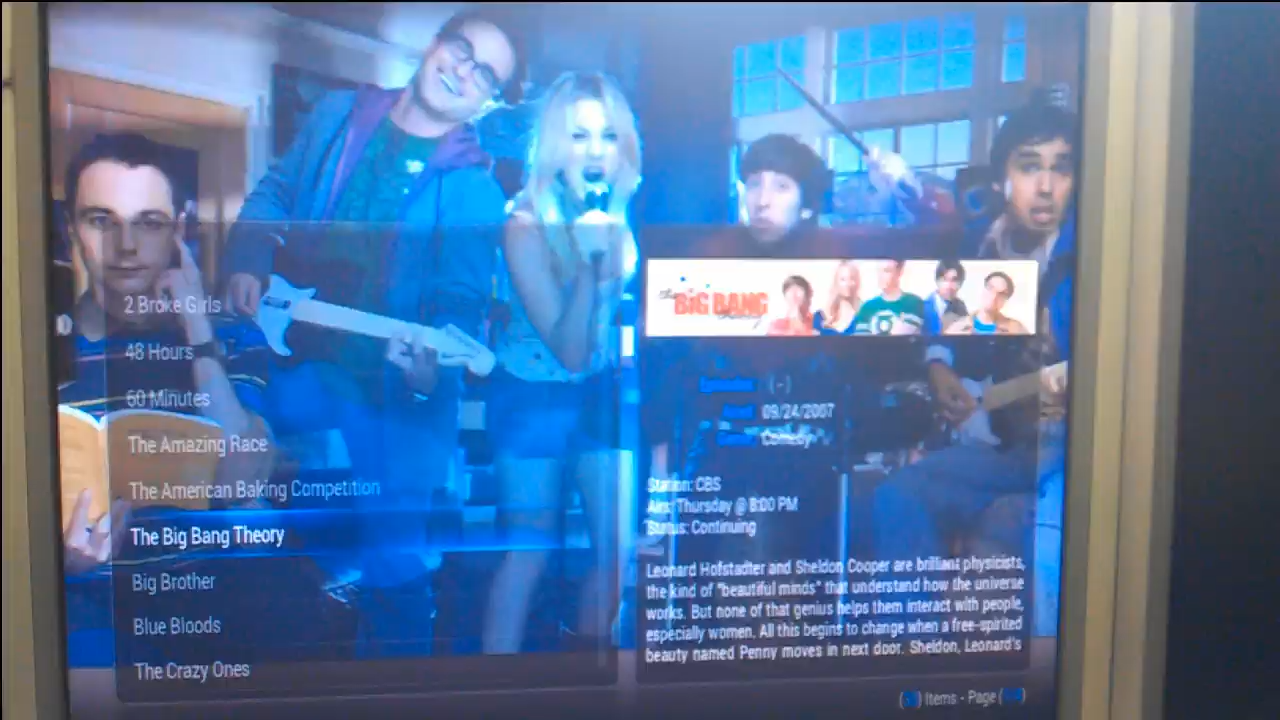 2 Broke Girls
48 Hours
60 Minutes
The Amazing Race
The American Baking Competition
The Big Bang Theory
Big Brother
Blue Bloods
The Crazy Ones
the
BIG BANG
theory
Episodes: (-)
09/24/2007
Comedy
Station: CBS
Airs: Thursday @ 8:00 PM
Status: Continuing
Leonard Hofstadter and Sheldon Cooper are brilliant physicists,
the kind of "beautiful minds" that understand how the universe
works. But none of that genius helps them interact with people,
especially women. All this begins to change when a free-spirited
beauty named Penny moves in next door. Sheldon, Leonard's
Items - Page